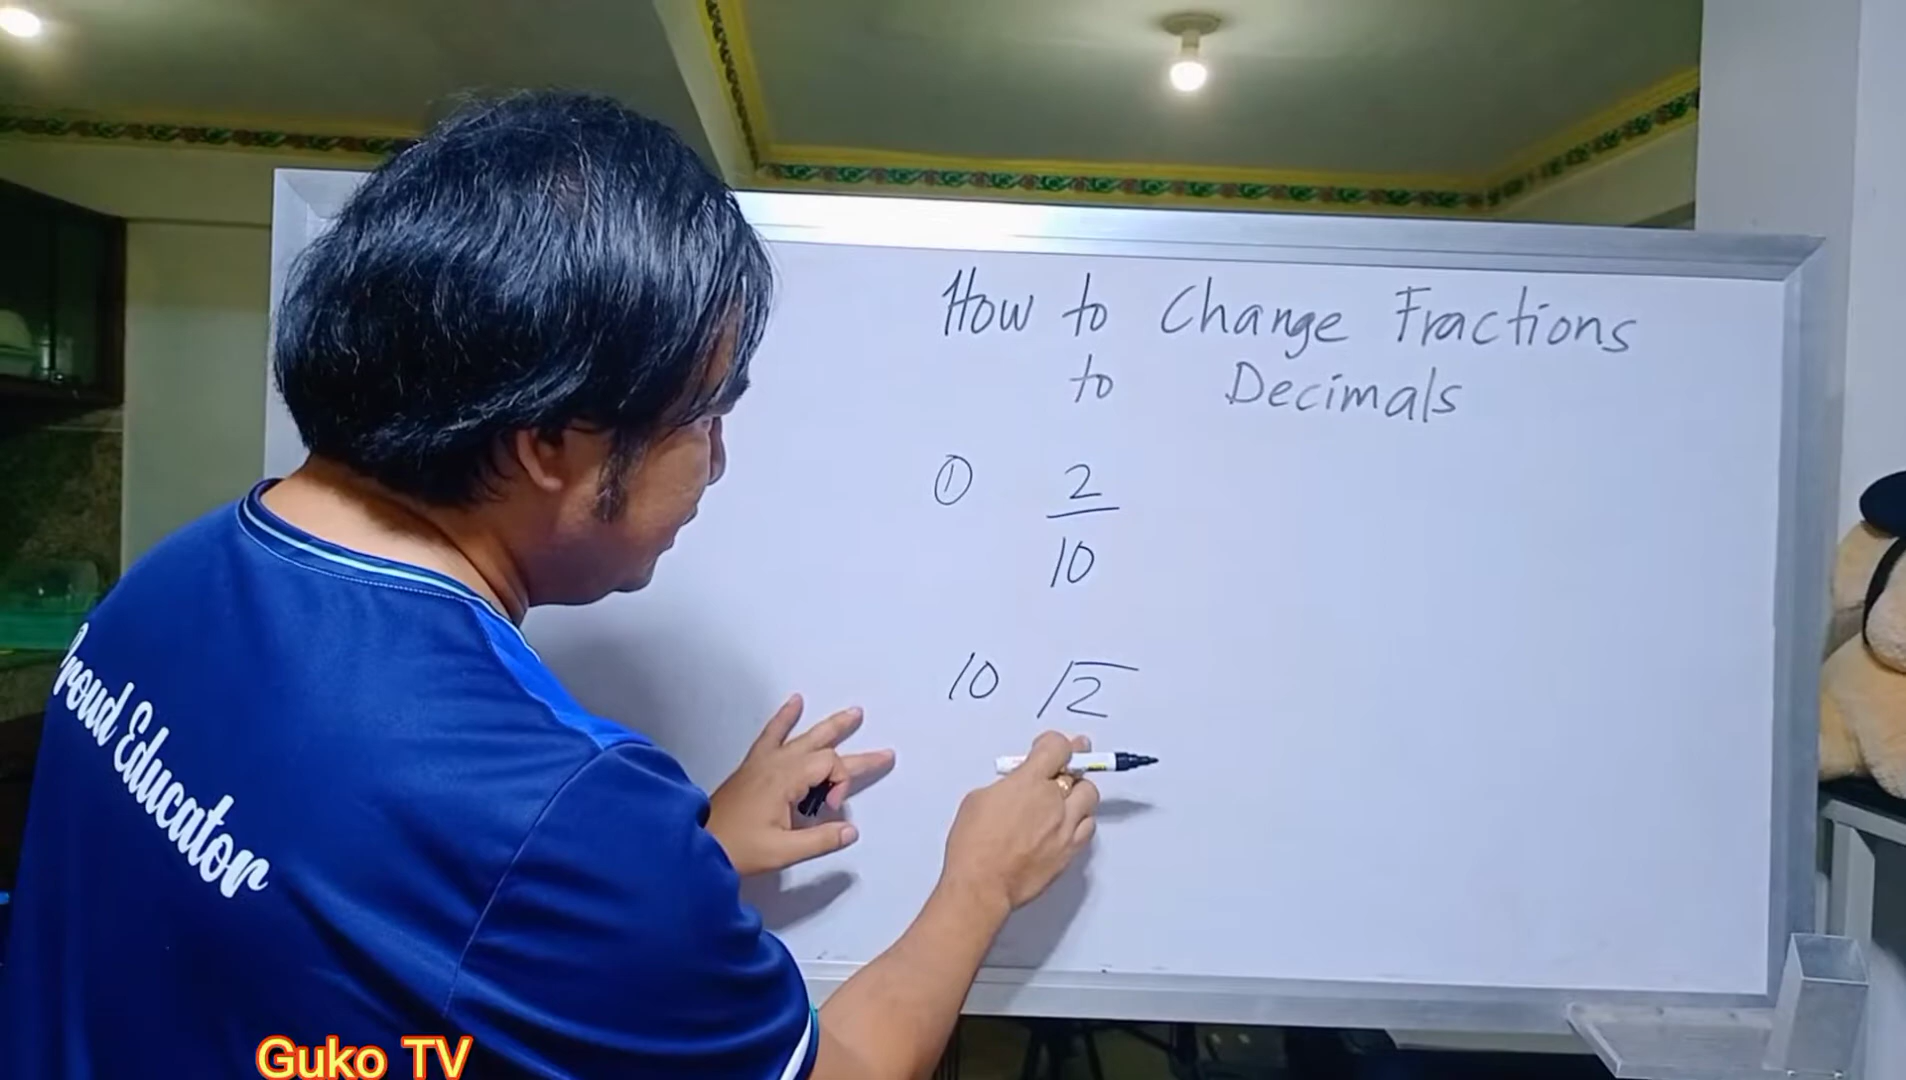 How to Change Fractions
to Decimals
① 2
10
10 √2
Proud Educator
Guko TV